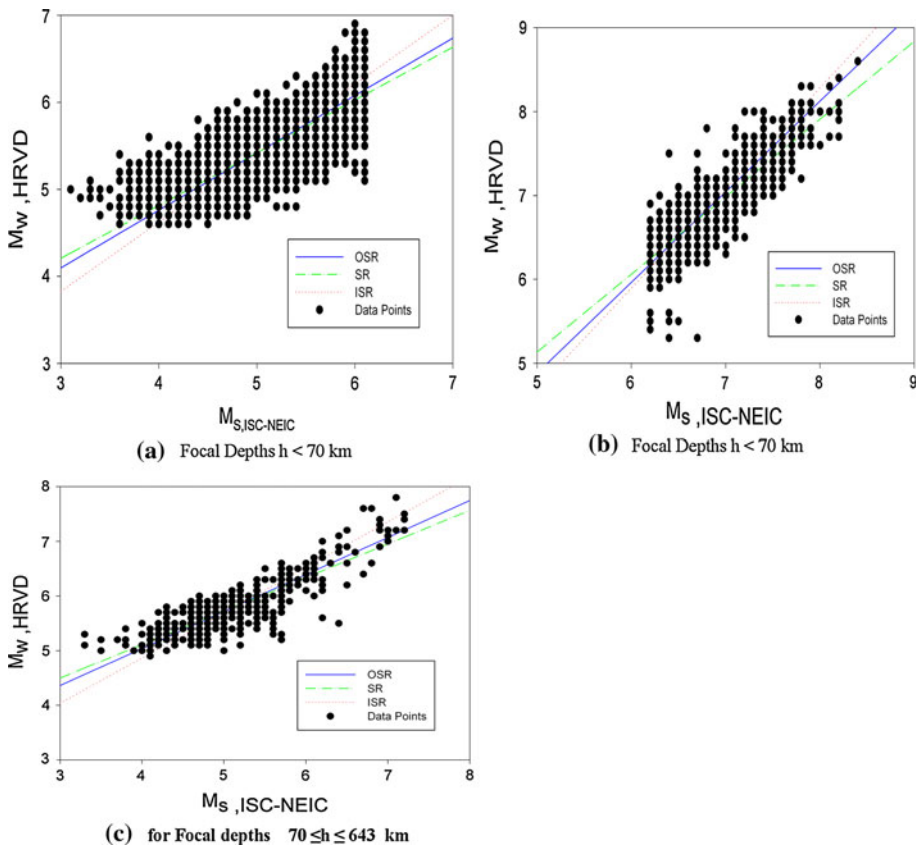 7
6
5
4
3
M_W ,HRVD
OSR
SR
ISR
Data Points
3 4 5 6 7
M_S,ISC-NEIC
(a) Focal Depths h < 70 km
9
8
7
6
5
M_W ,HRVD
OSR
SR
ISR
Data Points
5 6 7 8 9
M_S ,ISC-NEIC
(b) Focal Depths h < 70 km
8
7
6
5
4
3
M_W ,HRVD
OSR
SR
ISR
Data Points
3 4 5 6 7 8
M_S ,ISC-NEIC
(c) for Focal depths 70 ≤h ≤ 643 km